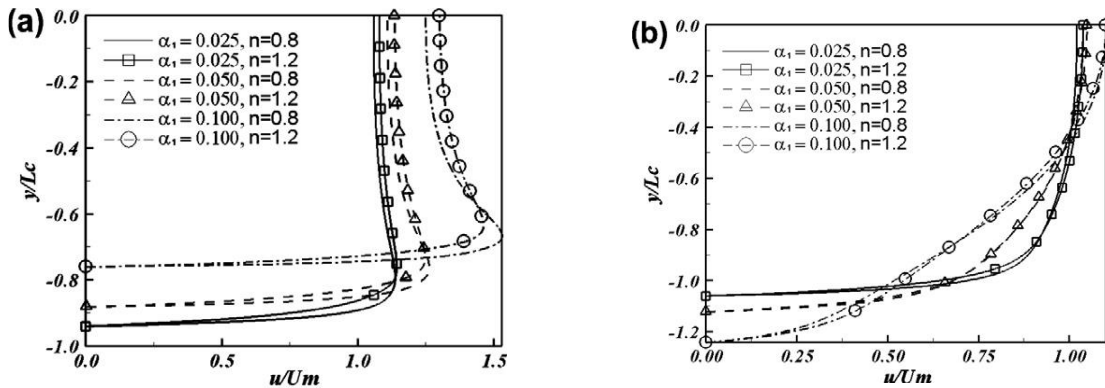 (a)
0.0
α₁ = 0.025, n=0.8
α₁ = 0.025, n=1.2
α₁ = 0.050, n=0.8
α₁ = 0.050, n=1.2
α₁ = 0.100, n=0.8
α₁ = 0.100, n=1.2
-0.2
-0.4
-0.6
-0.8
-1.0
y/Lc
0.0
0.5
1.0
1.5
u/Um
(b)
0.0
α₁ = 0.025, n=0.8
α₁ = 0.025, n=1.2
α₁ = 0.050, n=0.8
α₁ = 0.050, n=1.2
α₁ = 0.100, n=0.8
α₁ = 0.100, n=1.2
-0.2
-0.4
-0.6
-0.8
-1.0
-1.2
y/Lc
0.00
0.25
0.50
0.75
1.00
u/Um